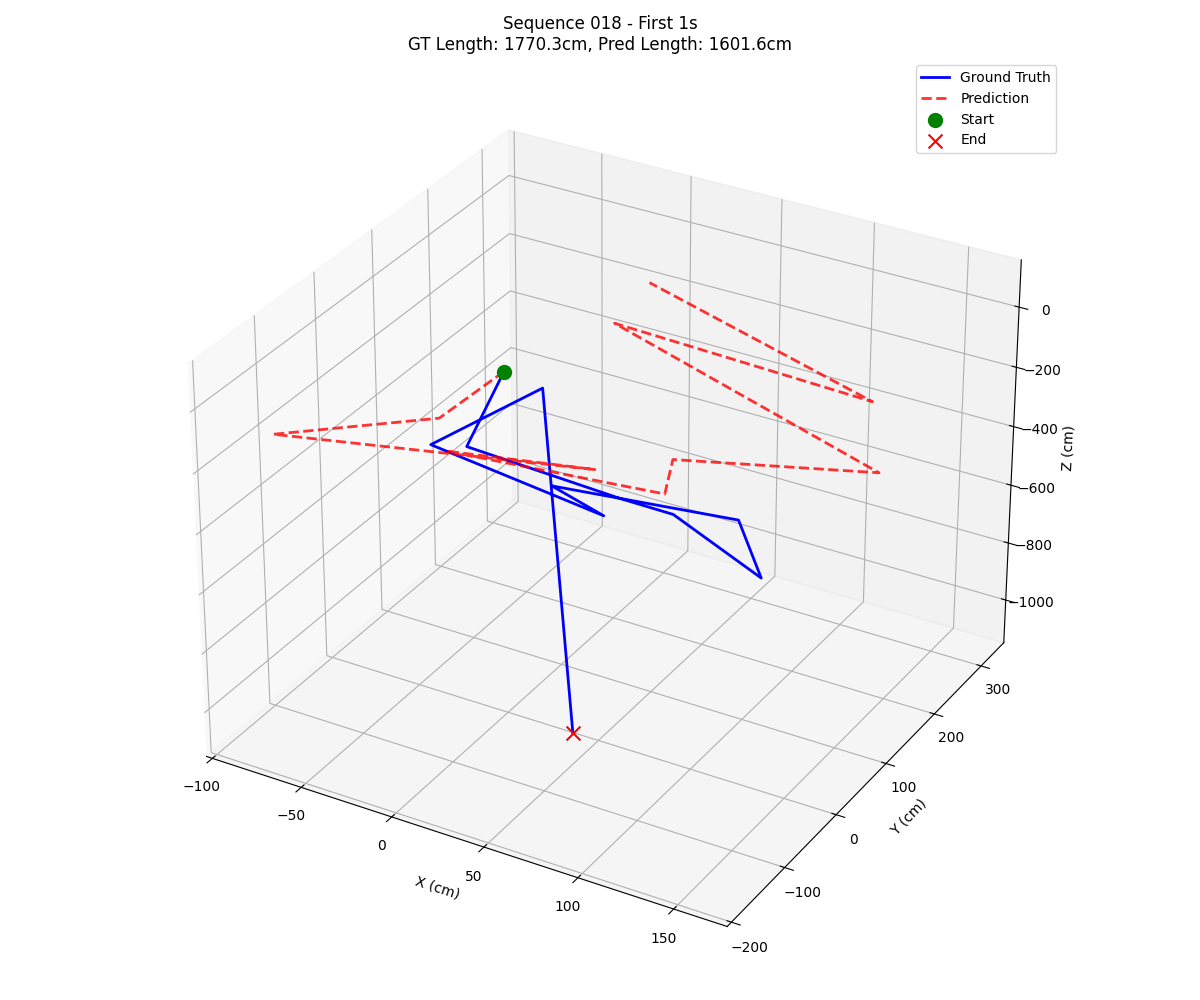 Sequence 018 - First 1s
GT Length: 1770.3cm, Pred Length: 1601.6cm
Ground Truth
Prediction
Start
End
0
−200
−400
−600
−800
−1000
Z (cm)
300
200
100
0
−100
−200
Y (cm)
−100
−50
0
50
100
150
X (cm)